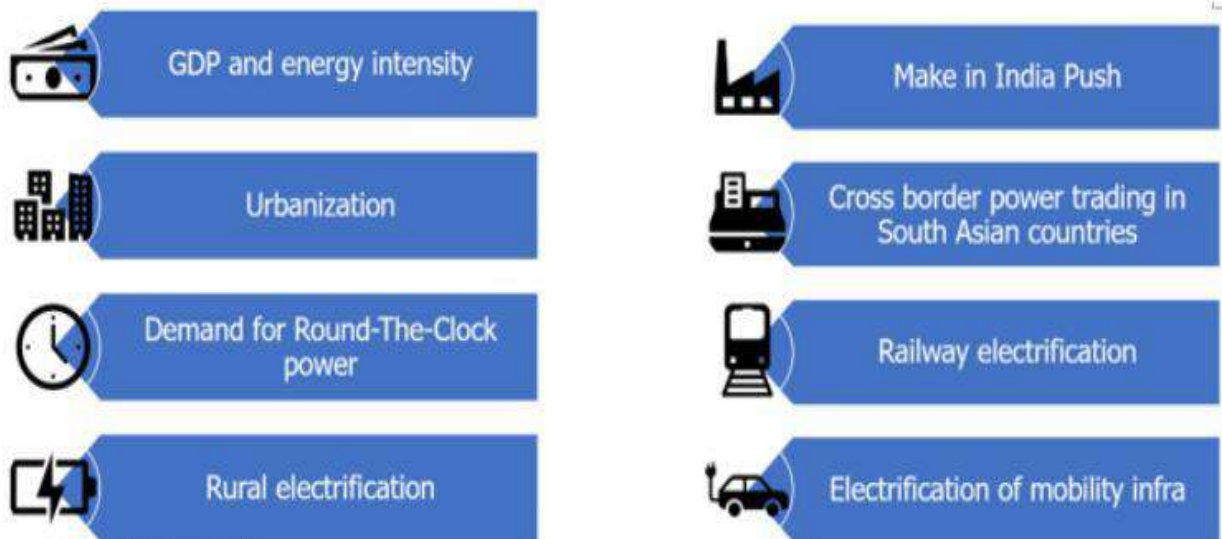 GDP and energy intensity
Urbanization
Demand for Round-The-Clock
power
Rural electrification
Make in India Push
Cross border power trading in
South Asian countries
Railway electrification
Electrification of mobility infra